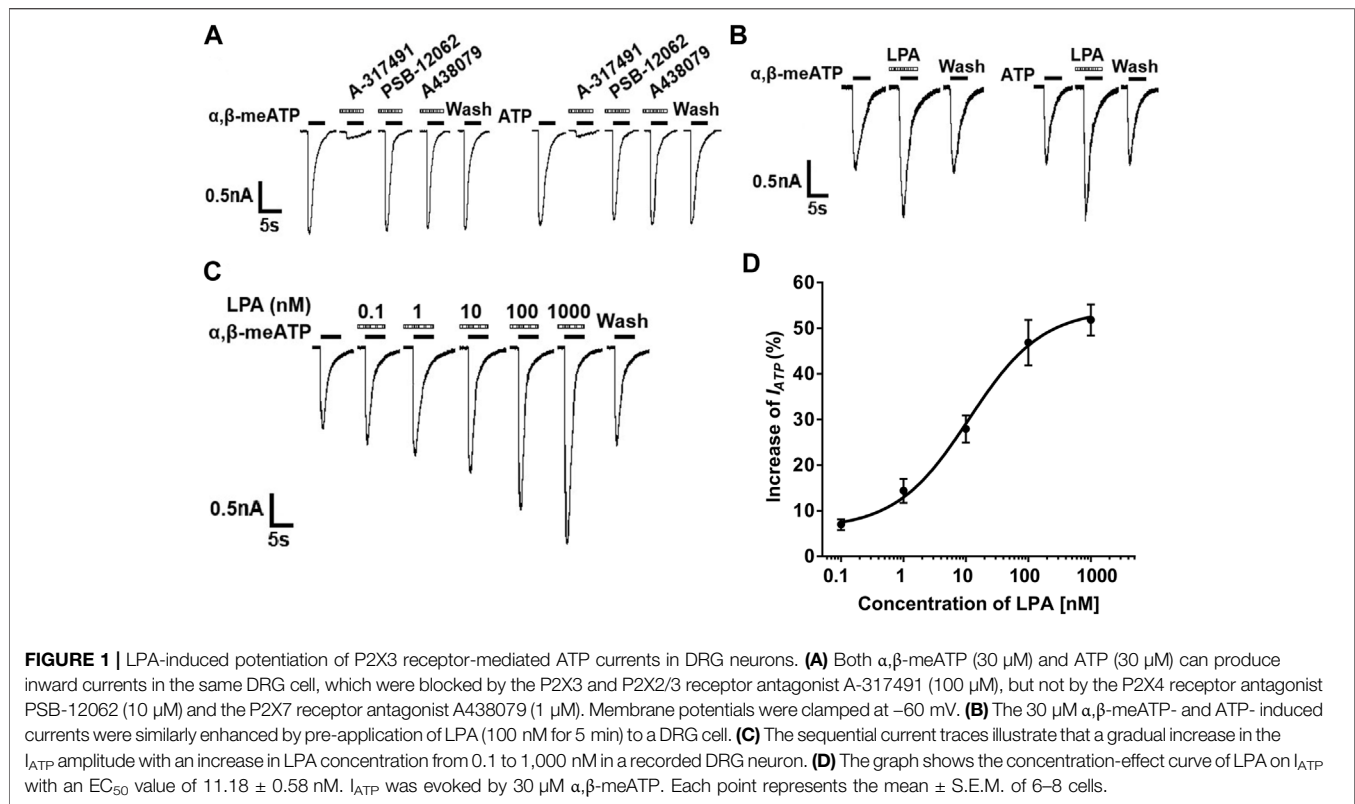 A
A-317491
PSB-12062
A438079
Wash
α,β-meATP
0.5nA
5s
A-317491
PSB-12062
A438079
Wash
ATP
B
LPA
α,β-meATP
Wash
0.5nA
5s
LPA
ATP
Wash
C
LPA (nM) 0.1 1 10 100 1000 Wash
α,β-meATP
0.5nA
5s
D
Increase of I_ATP (%)
60
50
40
30
20
10
0
0.1 1 10 100 1000
Concentration of LPA [nM]
FIGURE 1 | LPA-induced potentiation of P2X3 receptor-mediated ATP currents in DRG neurons. (A) Both α,β-meATP (30 µM) and ATP (30 µM) can produce
inward currents in the same DRG cell, which were blocked by the P2X3 and P2X2/3 receptor antagonist A-317491 (100 µM), but not by the P2X4 receptor antagonist
PSB-12062 (10 µM) and the P2X7 receptor antagonist A438079 (1 µM). Membrane potentials were clamped at –60 mV. (B) The 30 µM α,β-meATP- and ATP- induced
currents were similarly enhanced by pre-application of LPA (100 nM for 5 min) to a DRG cell. (C) The sequential current traces illustrate that a gradual increase in the
I_ATP amplitude with an increase in LPA concentration from 0.1 to 1,000 nM in a recorded DRG neuron. (D) The graph shows the concentration-effect curve of LPA on I_ATP
with an EC50 value of 11.18 ± 0.58 nM. I_ATP was evoked by 30 µM α,β-meATP. Each point represents the mean ± S.E.M. of 6–8 cells.